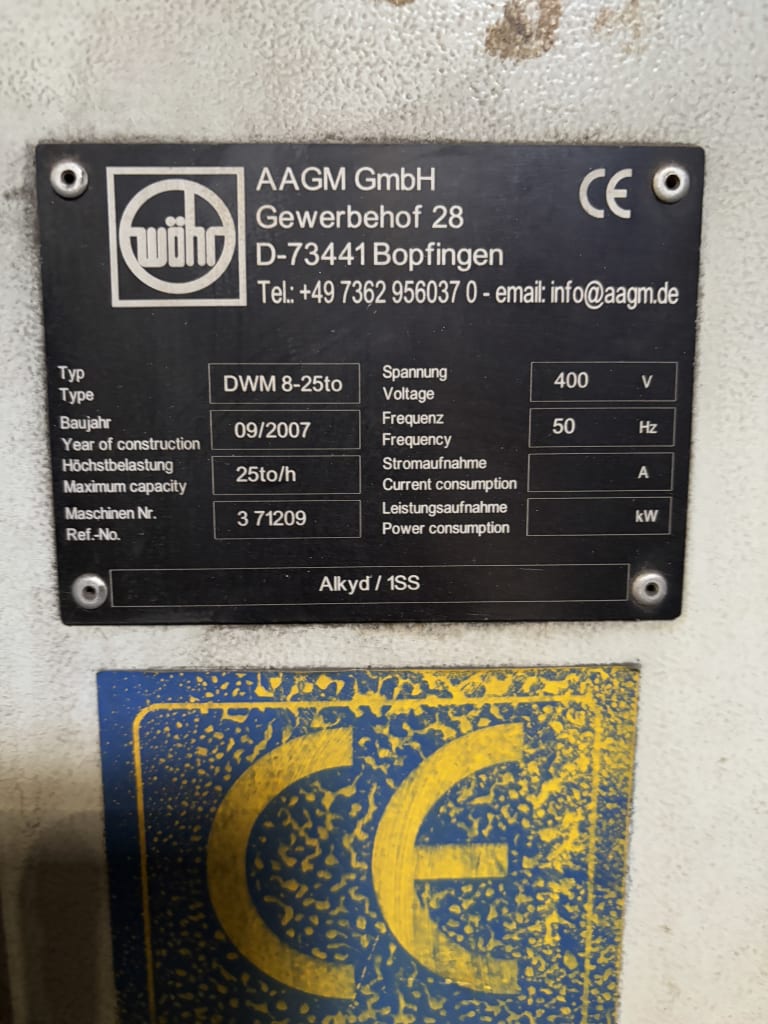 wöhr
AAGM GmbH
Gewerbehof 28
D-73441 Bopfingen
Tel.: +49 7362 956037 0 - email: info@aagm.de
CE
Typ
Type
DWM 8-25to
Spannung
Voltage
400 V
Baujahr
Year of construction
09/2007
Frequenz
Frequency
50 Hz
Höchstbelastung
Maximum capacity
25to/h
Stromaufnahme
Current consumption
A
Maschinen Nr.
Ref.-No.
3 71209
Leistungsaufnahme
Power consumption
kW
Alkyd / 1SS
CE